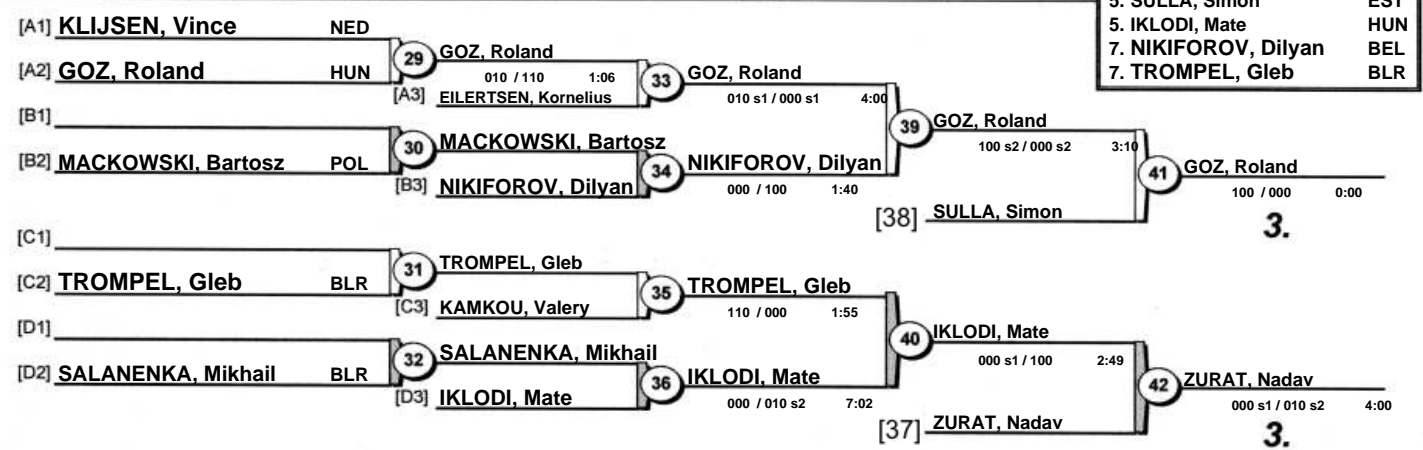 5. SULLA, Simon EST
5. IKLODI, Mate HUN
7. NIKIFOROV, Dilyan BEL
7. TROMPEL, Gleb BLR
[A1] KLIJSEN, Vince NED
29 GOZ, Roland
[A2] GOZ, Roland HUN
010 / 110 1:06
33 GOZ, Roland
[A3] EILERTSEN, Kornelius
010 s1 / 000 s1 4:00
[B1]
39 GOZ, Roland
30 MACKOWSKI, Bartosz
100 s2 / 000 s2 3:10
[B2] MACKOWSKI, Bartosz POL
34 NIKIFOROV, Dilyan
41 GOZ, Roland
[B3] NIKIFOROV, Dilyan
000 / 100 1:40
100 / 000 0:00
[38] SULLA, Simon
3.
[C1]
31 TROMPEL, Gleb
[C2] TROMPEL, Gleb BLR
35 TROMPEL, Gleb
[C3] KAMKOU, Valery
110 / 000 1:55
[D1]
40 IKLODI, Mate
32 SALANENKA, Mikhail
000 s1 / 100 2:49
[D2] SALANENKA, Mikhail BLR
36 IKLODI, Mate
42 ZURAT, Nadav
[D3] IKLODI, Mate
000 / 010 s2 7:02
000 s1 / 010 s2 4:00
[37] ZURAT, Nadav
3.